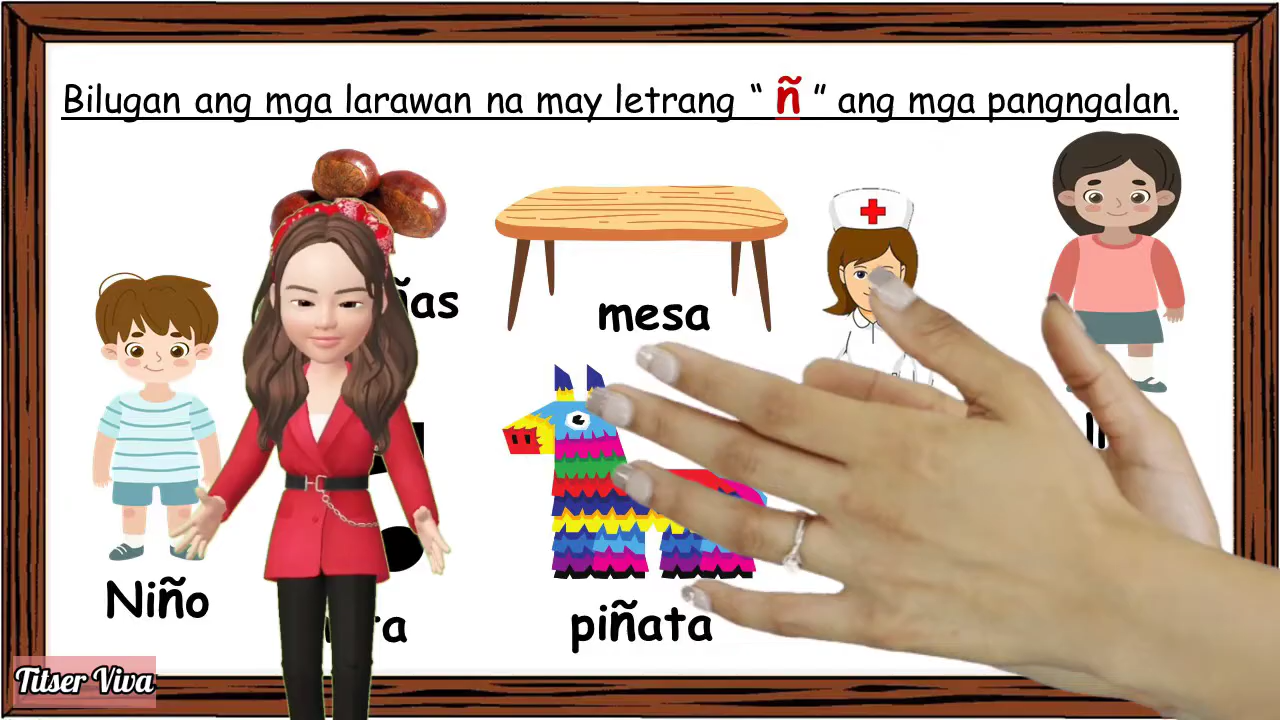 Bilugan ang mga larawan na may letrang “ ñ ” ang mga pangngalan.
mesa
Niño
piñata
Titser Viva